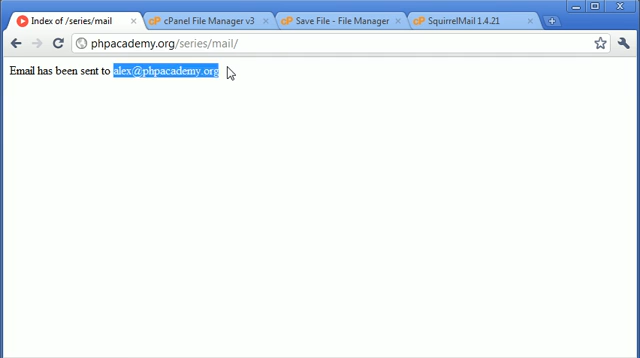 Index of /series/mail
cPanel File Manager v3
Save File - File Manager
SquirrelMail 1.4.21
phpacademy.org/series/mail/
Email has been sent to alex@phpacademy.org